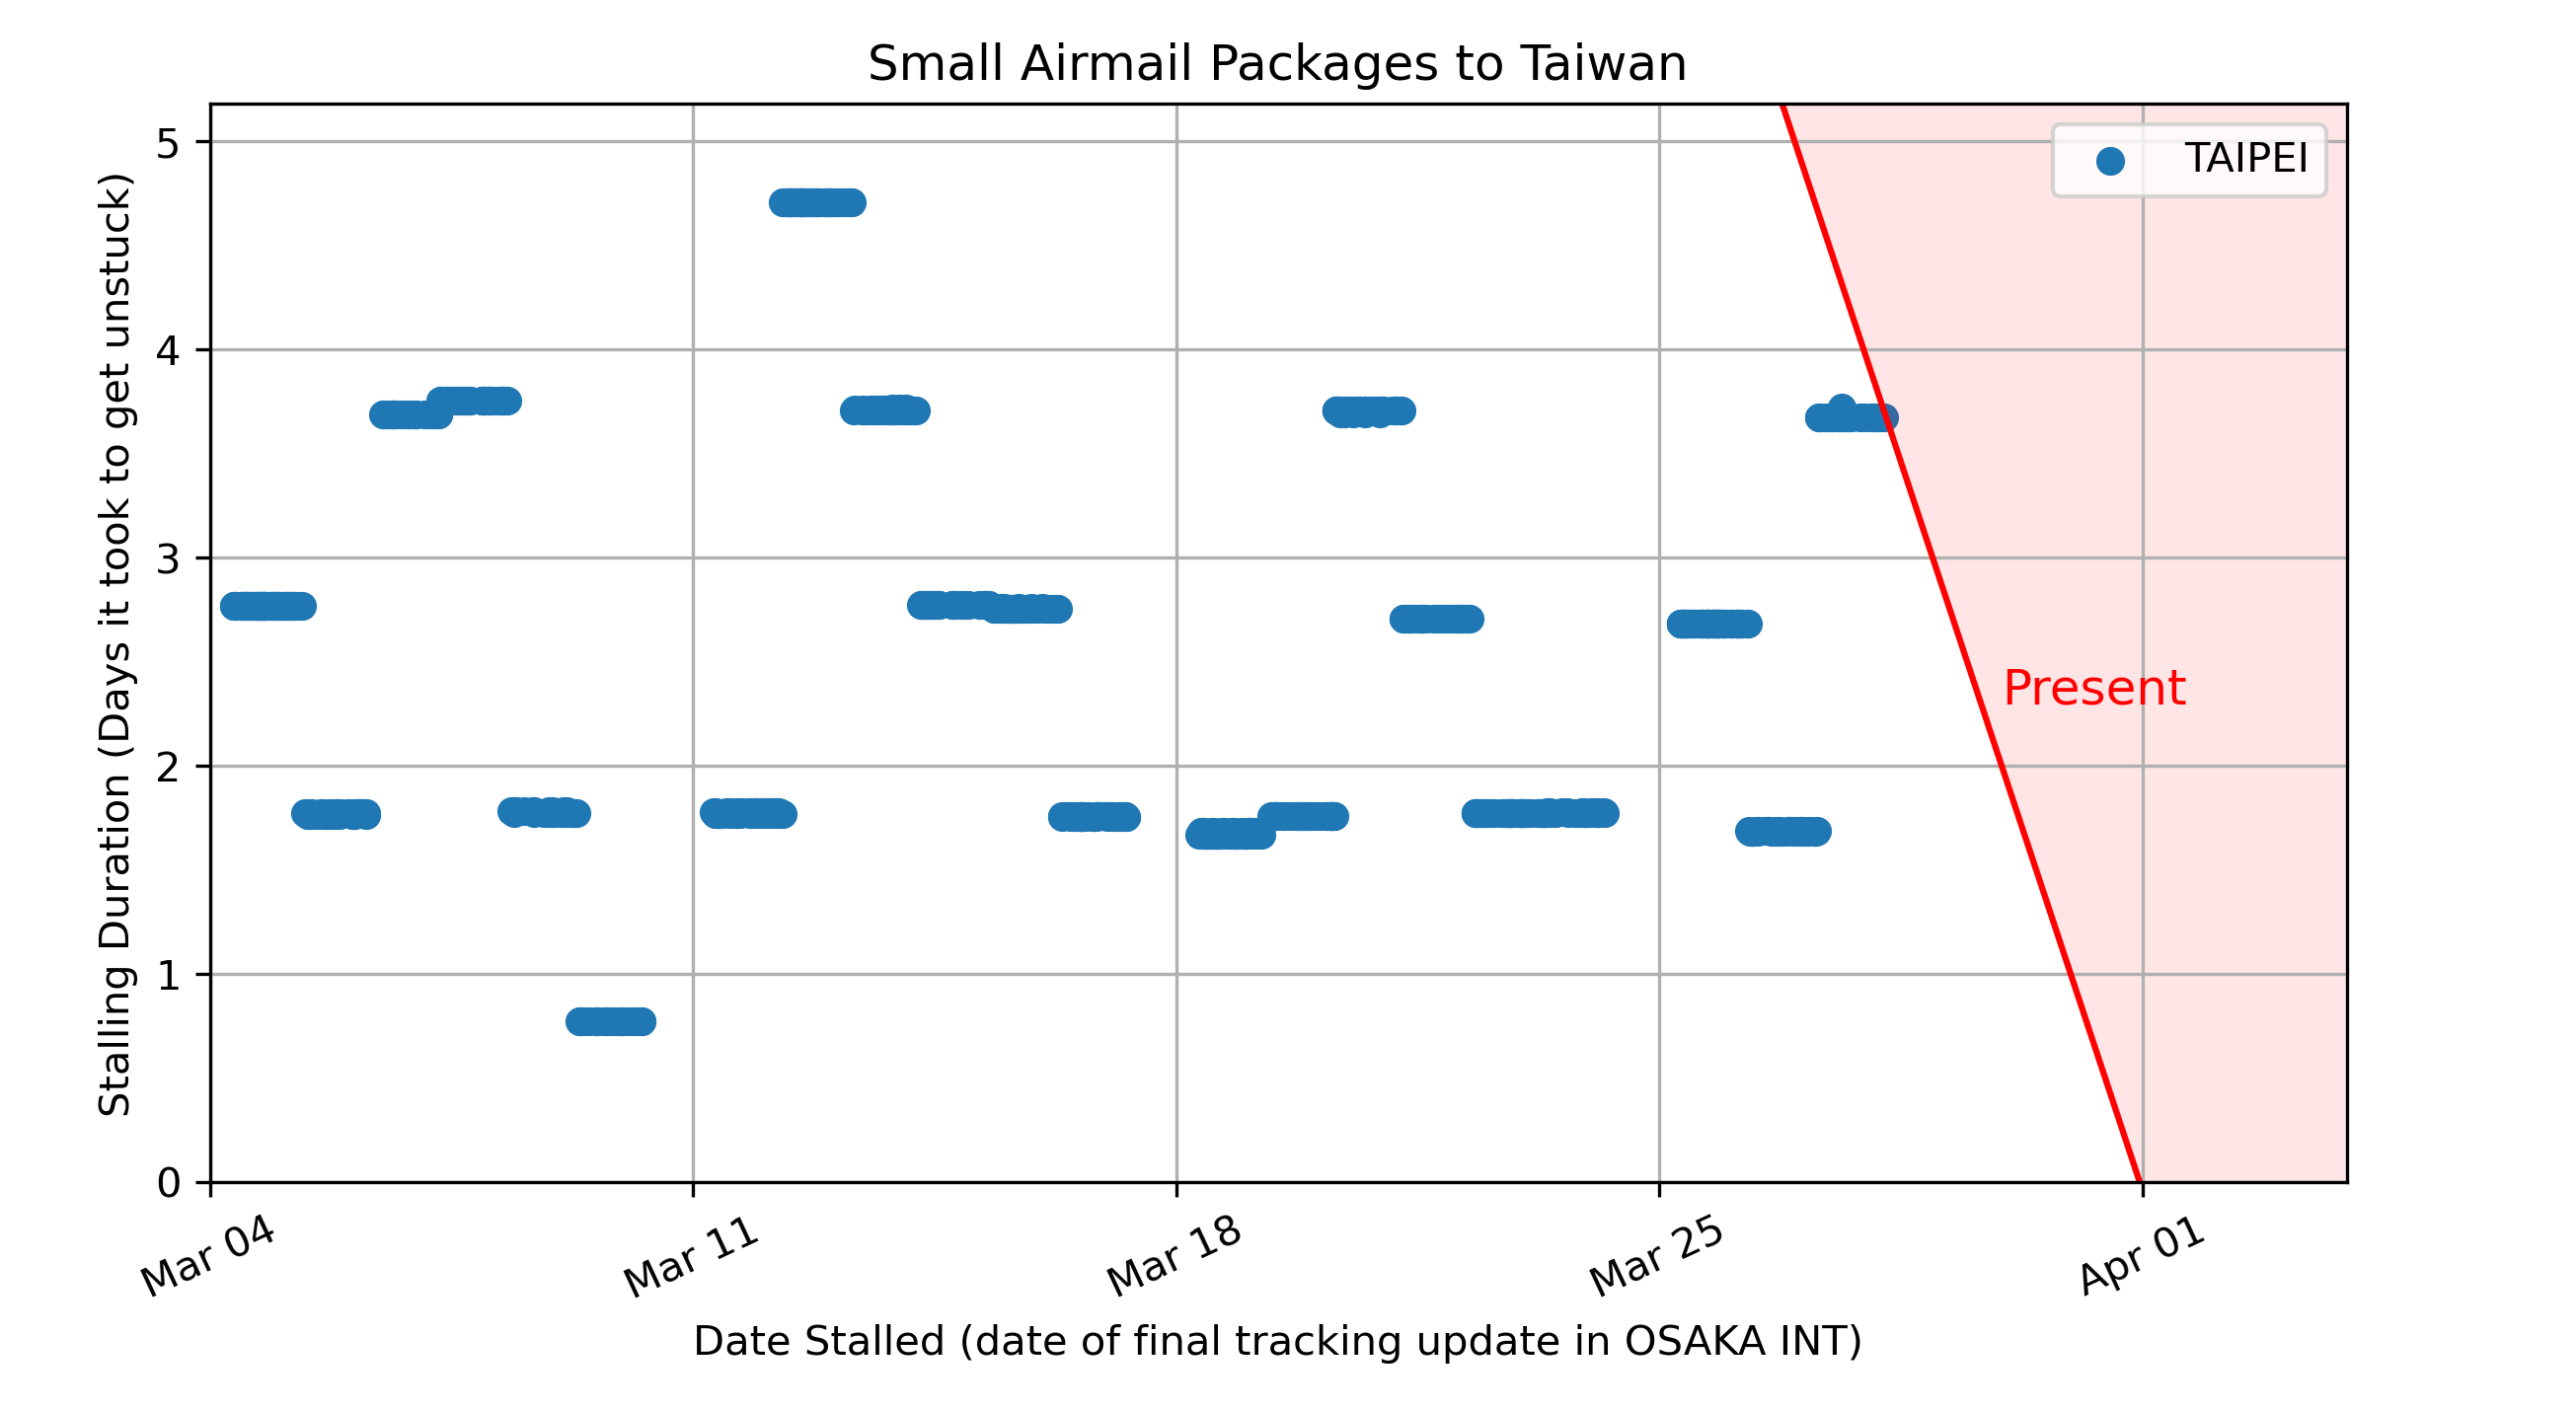 Small Airmail Packages to Taiwan
Stalling Duration (Days it took to get unstuck)
5
4
3
2
1
0
TAIPEI
Present
Mar 04
Mar 11
Mar 18
Mar 25
Apr 01
Date Stalled (date of final tracking update in OSAKA INT)